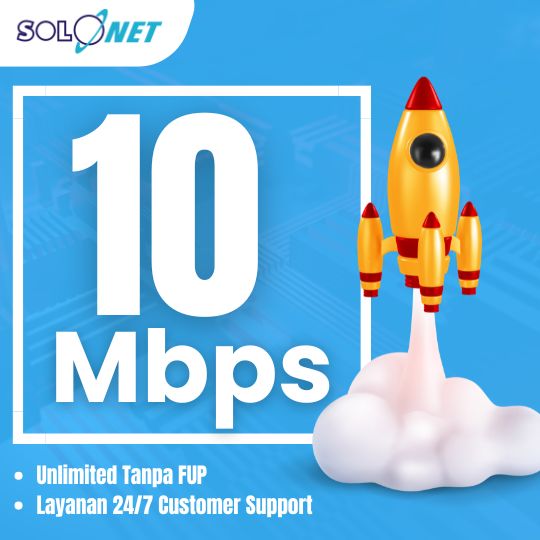 SOLONET
10
Mbps
• Unlimited Tanpa FUP
• Layanan 24/7 Customer Support